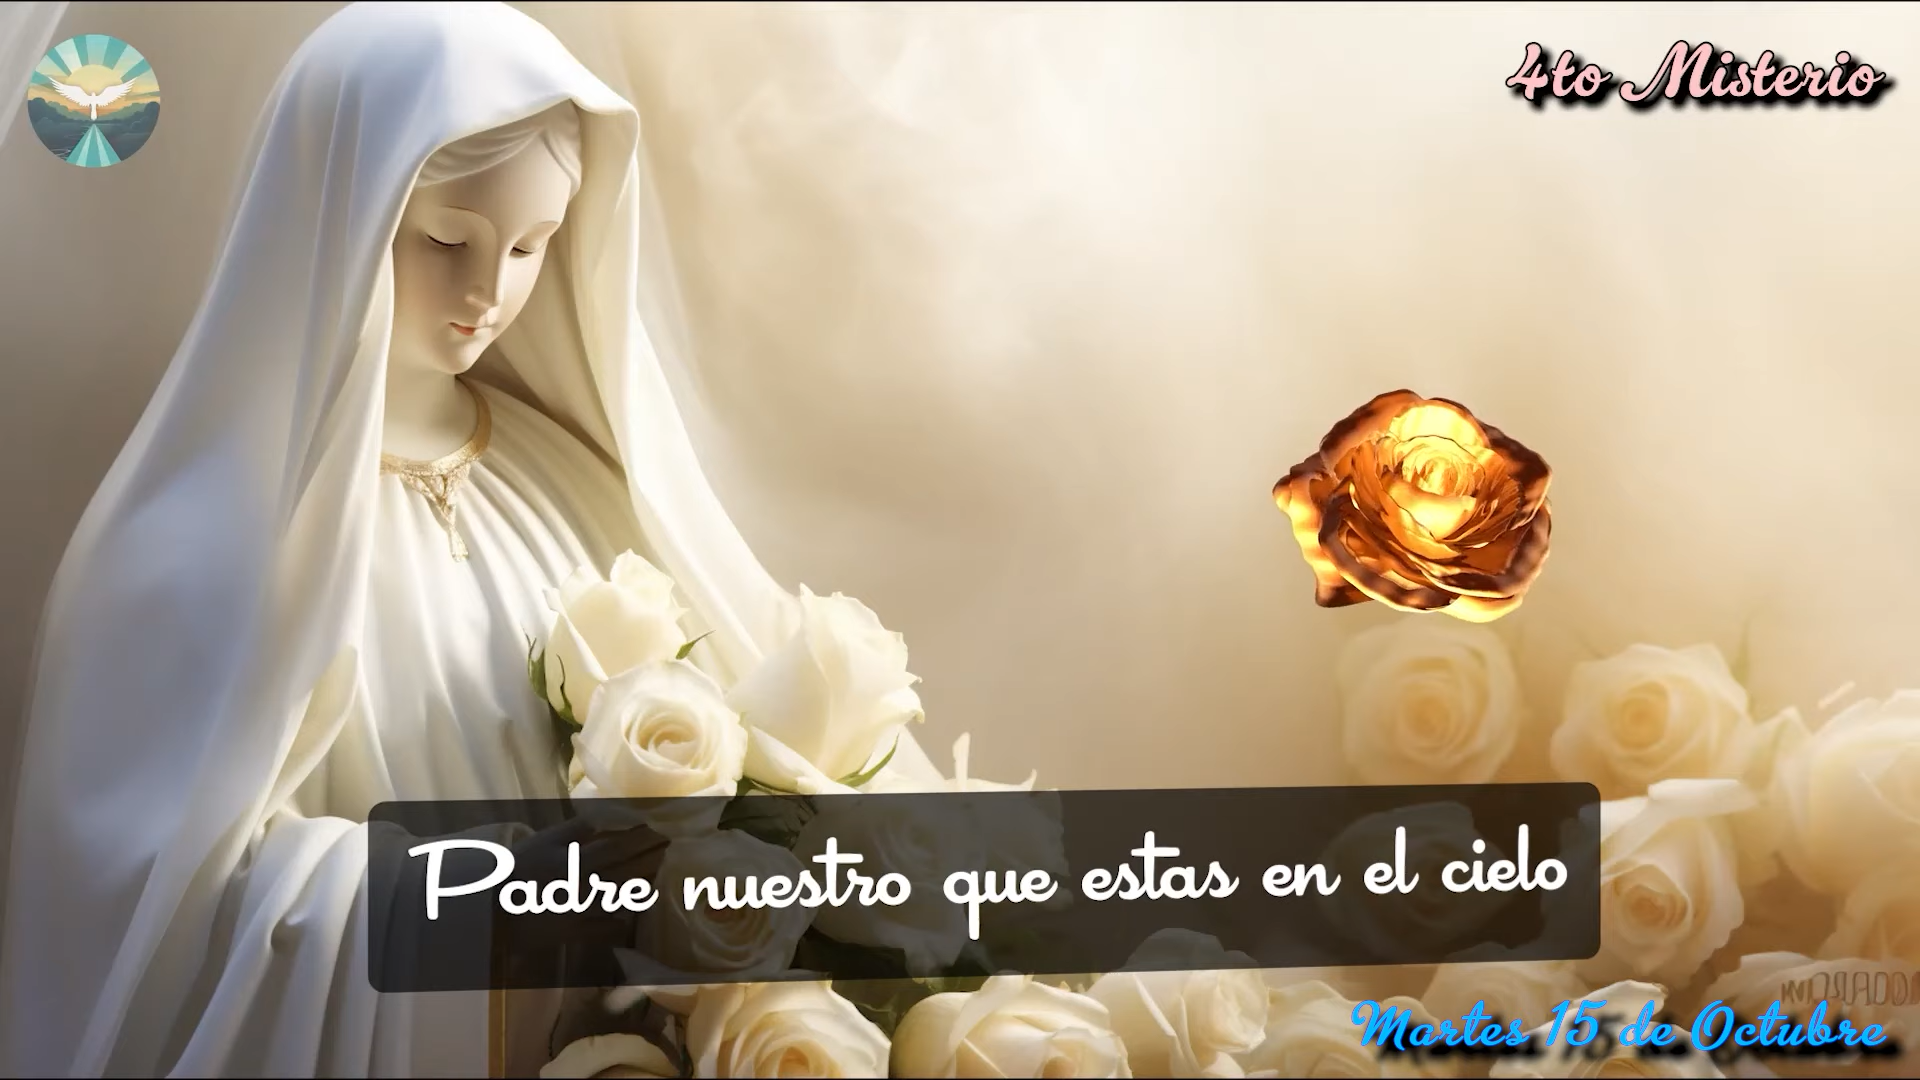 4to Misterio
Padre nuestro que estas en el cielo
Martes 15 de Octubre